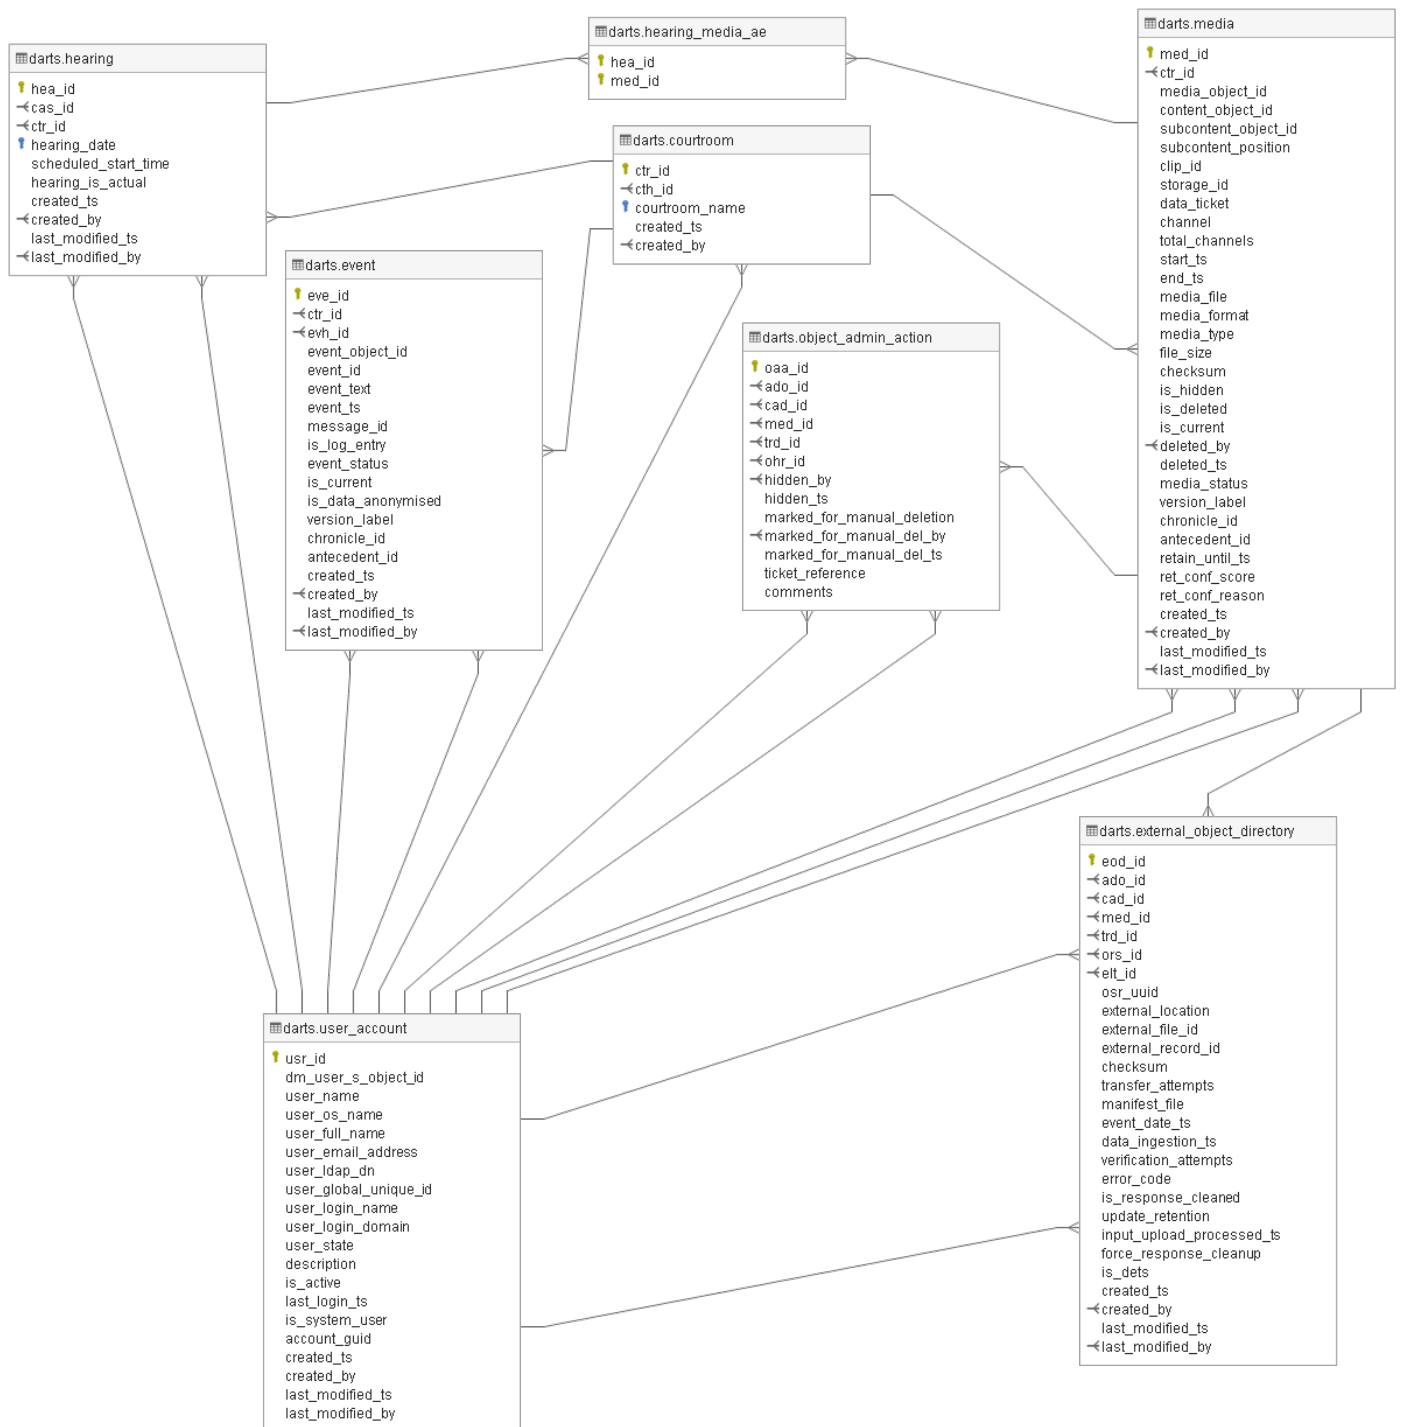 darts.hearing
hea_id
cas_id
ctr_id
hearing_date
scheduled_start_time
hearing_is_actual
created_ts
created_by
last_modified_ts
last_modified_by
darts.hearing_media_ae
hea_id
med_id
darts.media
med_id
ctr_id
media_object_id
content_object_id
subcontent_object_id
subcontent_position
clip_id
storage_id
data_ticket
channel
total_channels
start_ts
end_ts
media_file
media_format
media_type
file_size
checksum
is_hidden
is_deleted
is_current
deleted_by
deleted_ts
media_status
version_label
chronicle_id
antecedent_id
retain_until_ts
ret_conf_score
ret_conf_reason
created_ts
created_by
last_modified_ts
last_modified_by
darts.courtroom
ctr_id
cth_id
courtroom_name
created_ts
created_by
darts.event
eve_id
ctr_id
evh_id
event_object_id
event_id
event_text
event_ts
message_id
is_log_entry
event_status
is_current
is_data_anonymised
version_label
chronicle_id
antecedent_id
created_ts
created_by
last_modified_ts
last_modified_by
darts.object_admin_action
oaa_id
ado_id
cad_id
med_id
trd_id
ohr_id
hidden_by
hidden_ts
marked_for_manual_deletion
marked_for_manual_del_by
marked_for_manual_del_ts
ticket_reference
comments
darts.external_object_directory
eod_id
ado_id
cad_id
med_id
trd_id
ors_id
elt_id
osr_uuid
external_location
external_file_id
external_record_id
checksum
transfer_attempts
manifest_file
event_date_ts
data_ingestion_ts
verification_attempts
error_code
is_response_cleaned
update_retention
input_upload_processed_ts
force_response_cleanup
is_dets
created_ts
created_by
last_modified_ts
last_modified_by
darts.user_account
usr_id
dm_user_s_object_id
user_name
user_os_name
user_full_name
user_email_address
user_ldap_dn
user_global_unique_id
user_login_name
user_login_domain
user_state
description
is_active
last_login_ts
is_system_user
account_guid
created_ts
created_by
last_modified_ts
last_modified_by